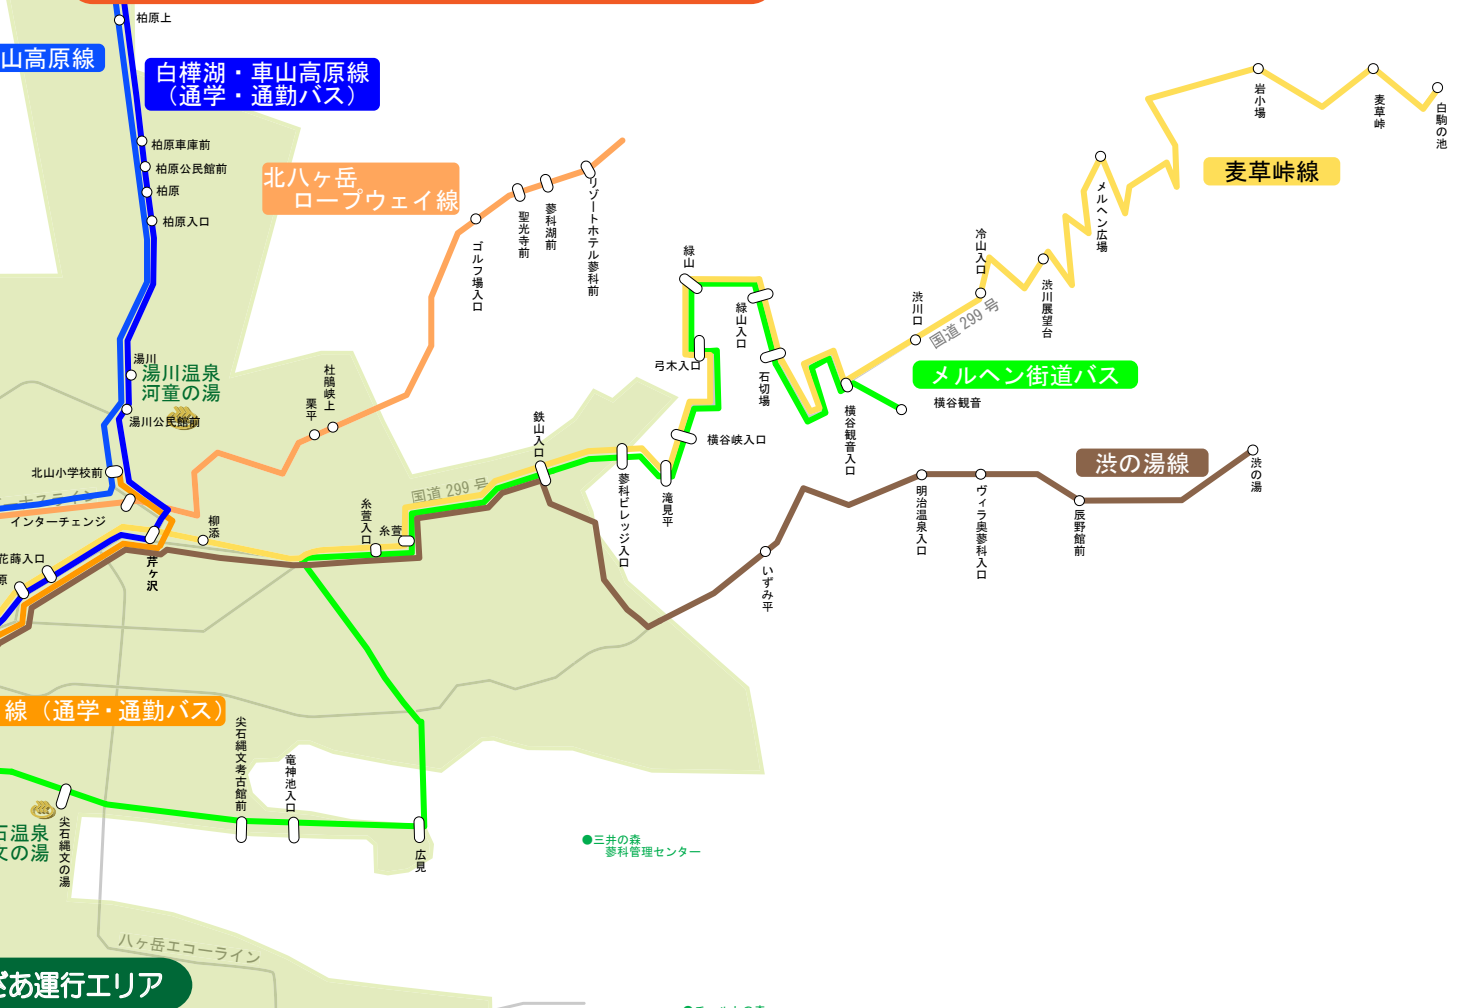 柏原上
山高原線
白樺湖・車山高原線
（通学・通勤バス）
岩小場
麦草峠
白駒の池
柏原車庫前
柏原公民館前
柏原
柏原入口
北八ヶ岳
ロープウェイ線
ゴルフ場入口
聖光寺前
蓼科湖前
リゾートホテル蓼科前
麦草峠線
メルヘン広場
冷山入口
渋川展望台
渋川口
国道 299 号
緑山
緑山入口
弓木入口
石切場
メルヘン街道バス
横谷観音
横谷観音入口
横谷峡入口
湯川
湯川温泉
河童の湯
湯川公民館前
杜鵑峡上
栗平
鉄山入口
国道 299 号
蓼科ビレッジ入口
滝見平
渋の湯線
渋の湯
明治温泉入口
ヴィラ奥蓼科入口
辰野館前
いずみ平
北山小学校前
ナスライン
インターチェンジ
柳添
糸萱入口
糸萱
花蒔入口
原
芹ヶ沢
線（通学・通勤バス）
尖石縄文考古館前
竜神池入口
広見
石温泉
文の湯
尖石縄文の湯
●三井の森
蓼科管理センター
八ヶ岳エコーライン
ざあ運行エリア